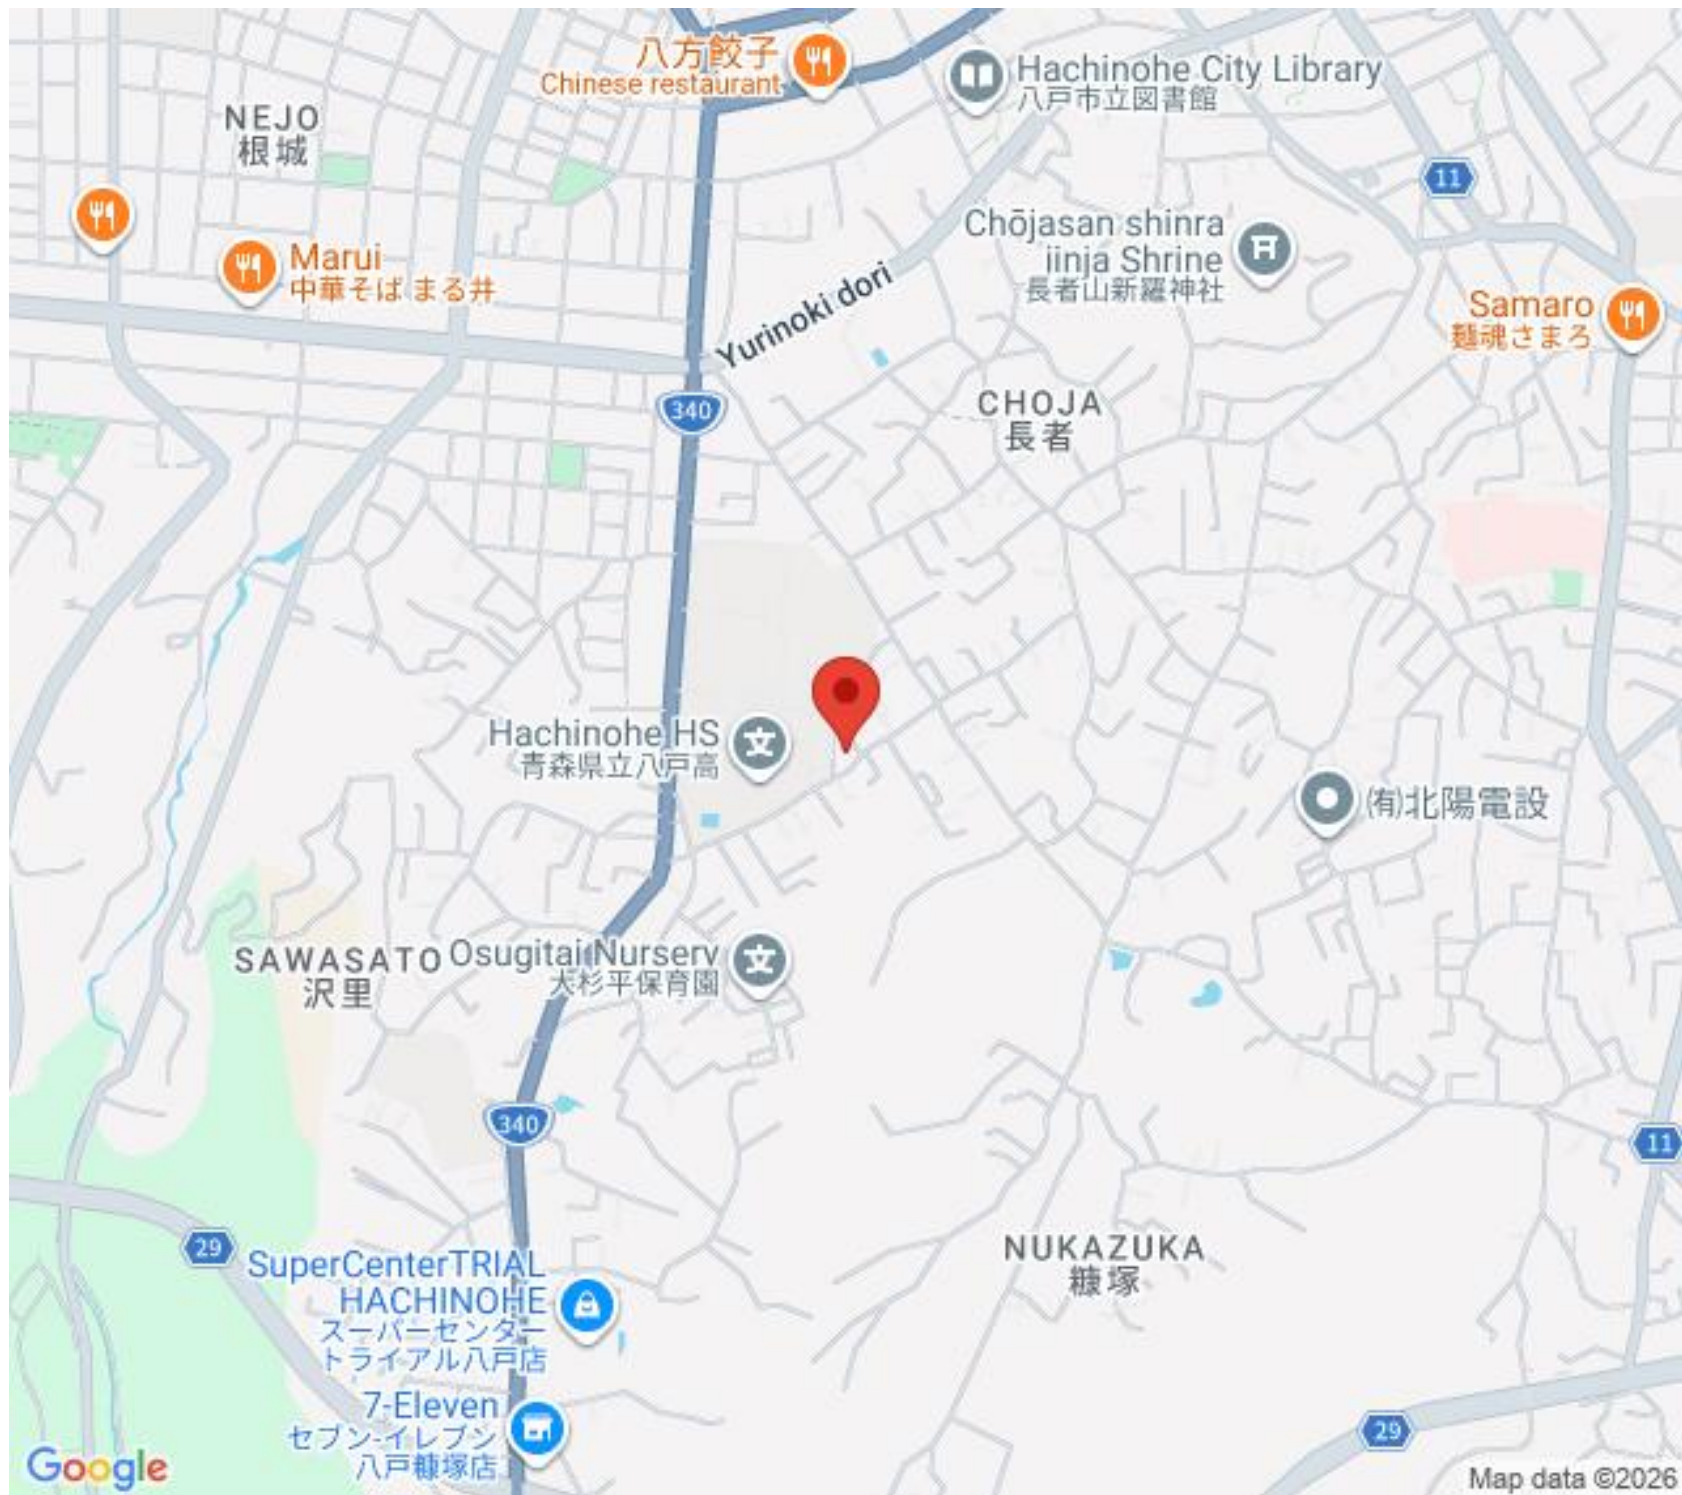 八方餃子
Chinese restaurant
Hachinohe City Library
八戸市立図書館
NEJO
根城
11
Marui
中華そば まる井
Chōjasan shinra
jinja Shrine
長者山新羅神社
Yurinoki dori
Samaro
麺魂さまろ
340
CHOJA
長者
Hachinohe HS
青森県立八戸高
㈲北陽電設
SAWASATO
沢里
Osugitai Nursery
大杉平保育園
340
11
29
SuperCenterTRIAL
HACHINOHE
スーパーセンター
トライアル八戸店
NUKAZUKA
糠塚
7-Eleven
セブン-イレブン
八戸糠塚店
29
Google
Map data ©2026